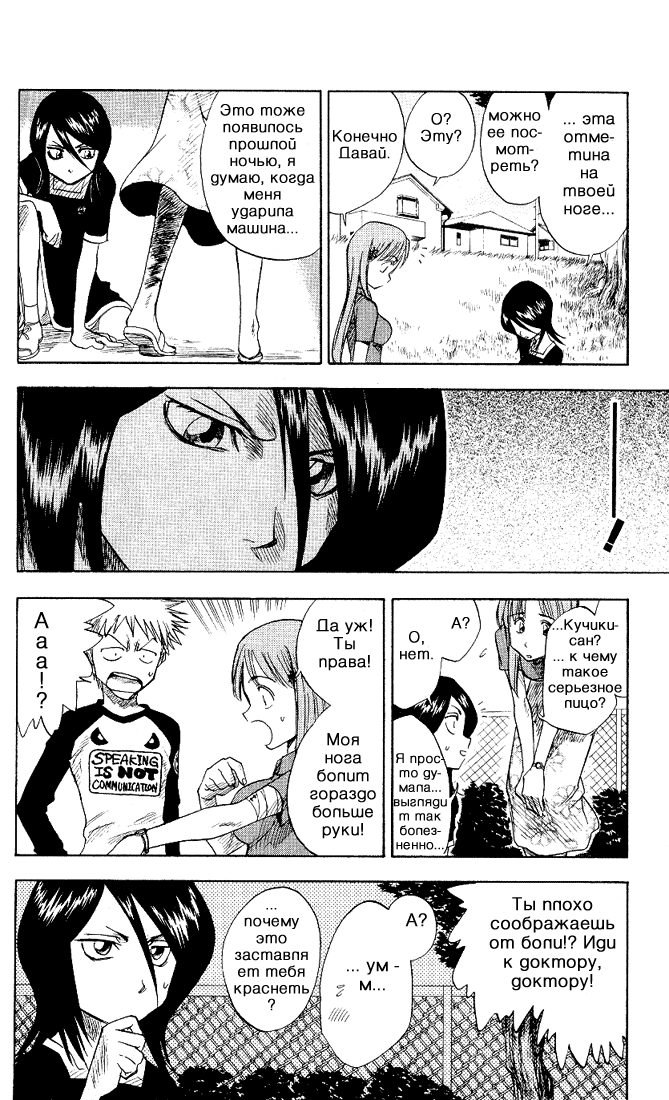 ... эта
отме-
тина
на
твоей
ноге...
можно
ее пос-
мот-
реть?
О?
Эту?
Конечно
Давай.
Это тоже
появилось
прошлой
ночью, я
думаю, когда
меня
ударила
машина...
!
...Кучики-
сан?
... к чему
такое
серьезное
лицо?
А?
О,
нет.
Я прос-
то ду-
мала...
выгляди
т так
болез-
ненно...
Да уж!
Ты
права!
Моя
нога
болит
гораздо
больше
руки!
А
а
а
!?
SPEAKING
IS NOT
COMMUNICATION
Ты плохо
соображаешь
от боли!? Иди
к доктору,
доктору!
А?
... ум -
м...
...
почему
это
заставля
ет тебя
краснеть
?